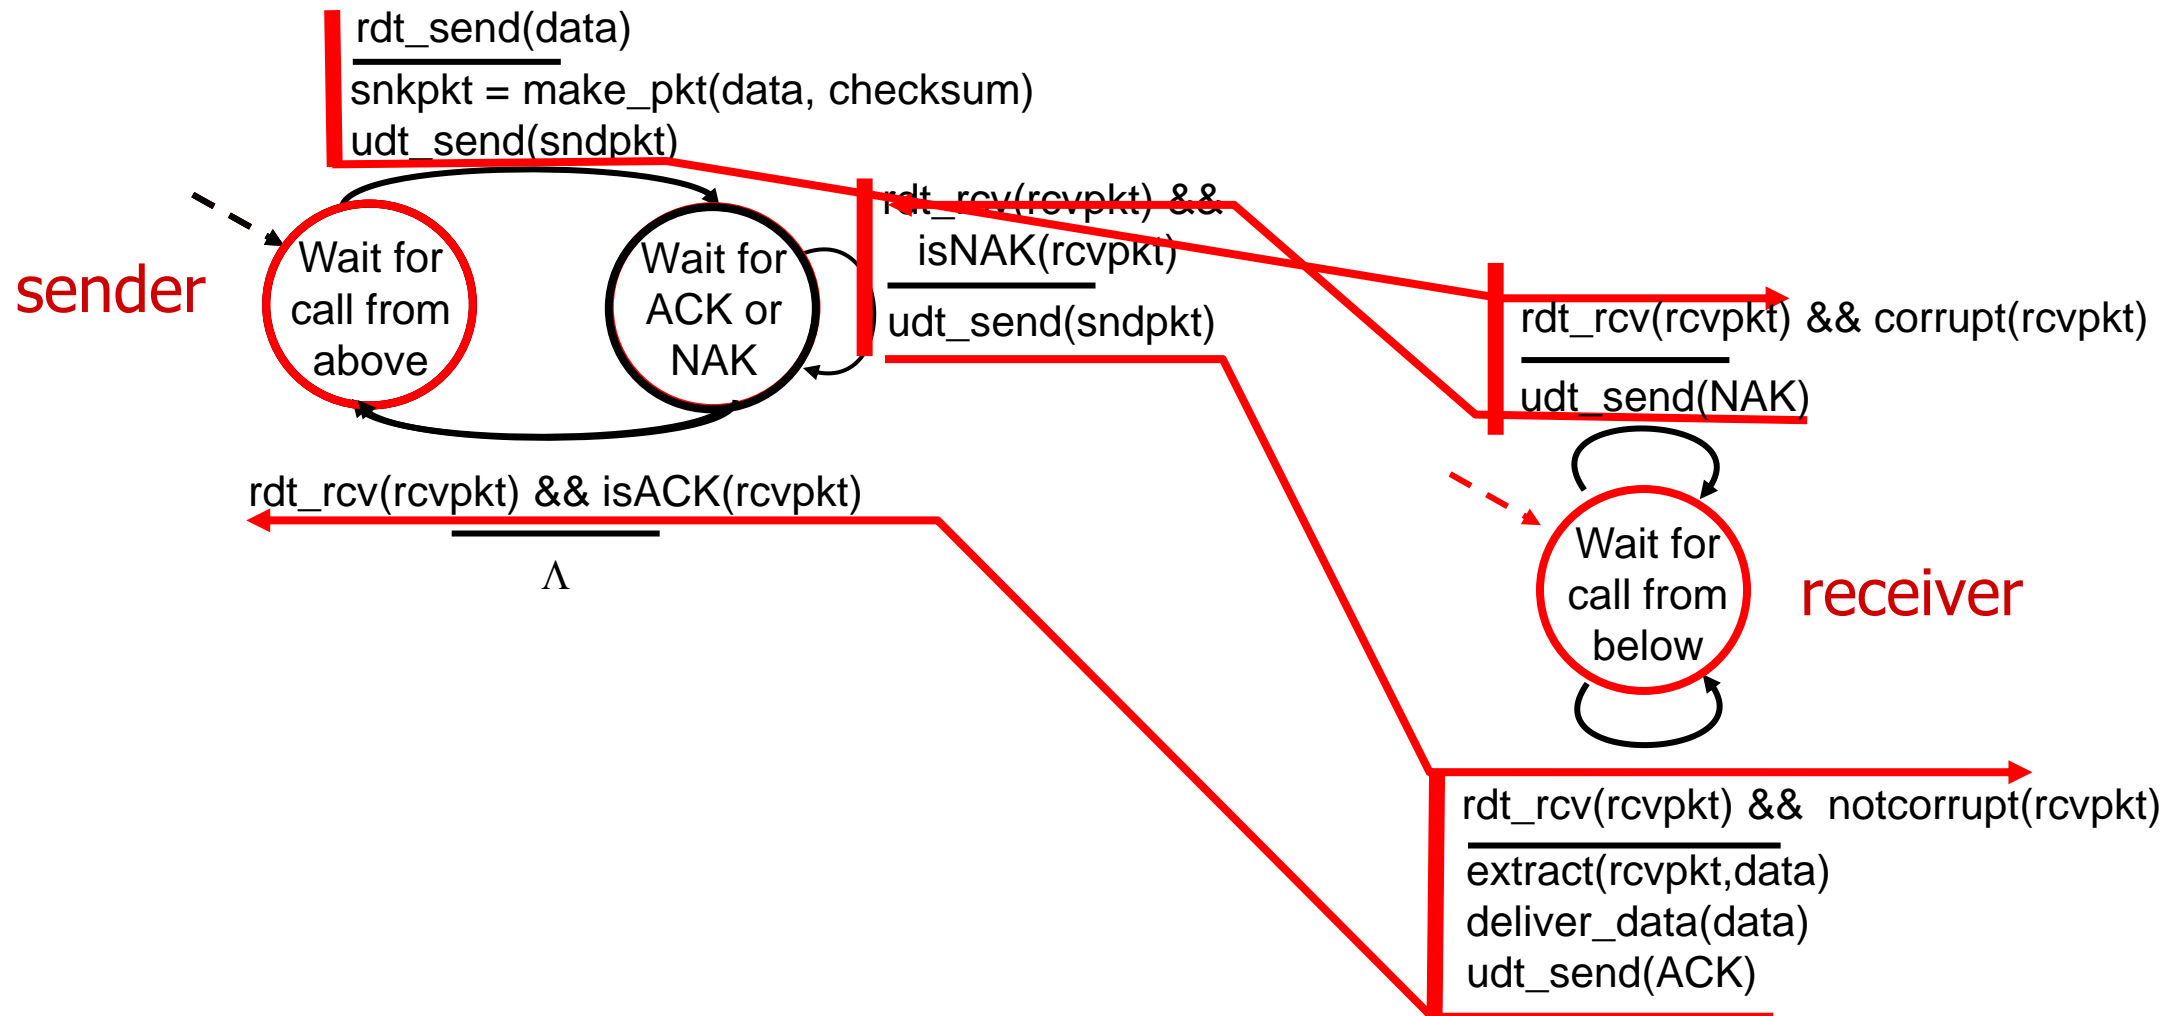 rdt_send(data)
snkpkt = make_pkt(data, checksum)
udt_send(sndpkt)
sender
Wait for
call from
above
Wait for
ACK or
NAK
rdt_rcv(rcvpkt) &&
isNAK(rcvpkt)
udt_send(sndpkt)
rdt_rcv(rcvpkt) && isACK(rcvpkt)
Λ
rdt_rcv(rcvpkt) && corrupt(rcvpkt)
udt_send(NAK)
Wait for
call from
below
receiver
rdt_rcv(rcvpkt) && notcorrupt(rcvpkt)
extract(rcvpkt,data)
deliver_data(data)
udt_send(ACK)